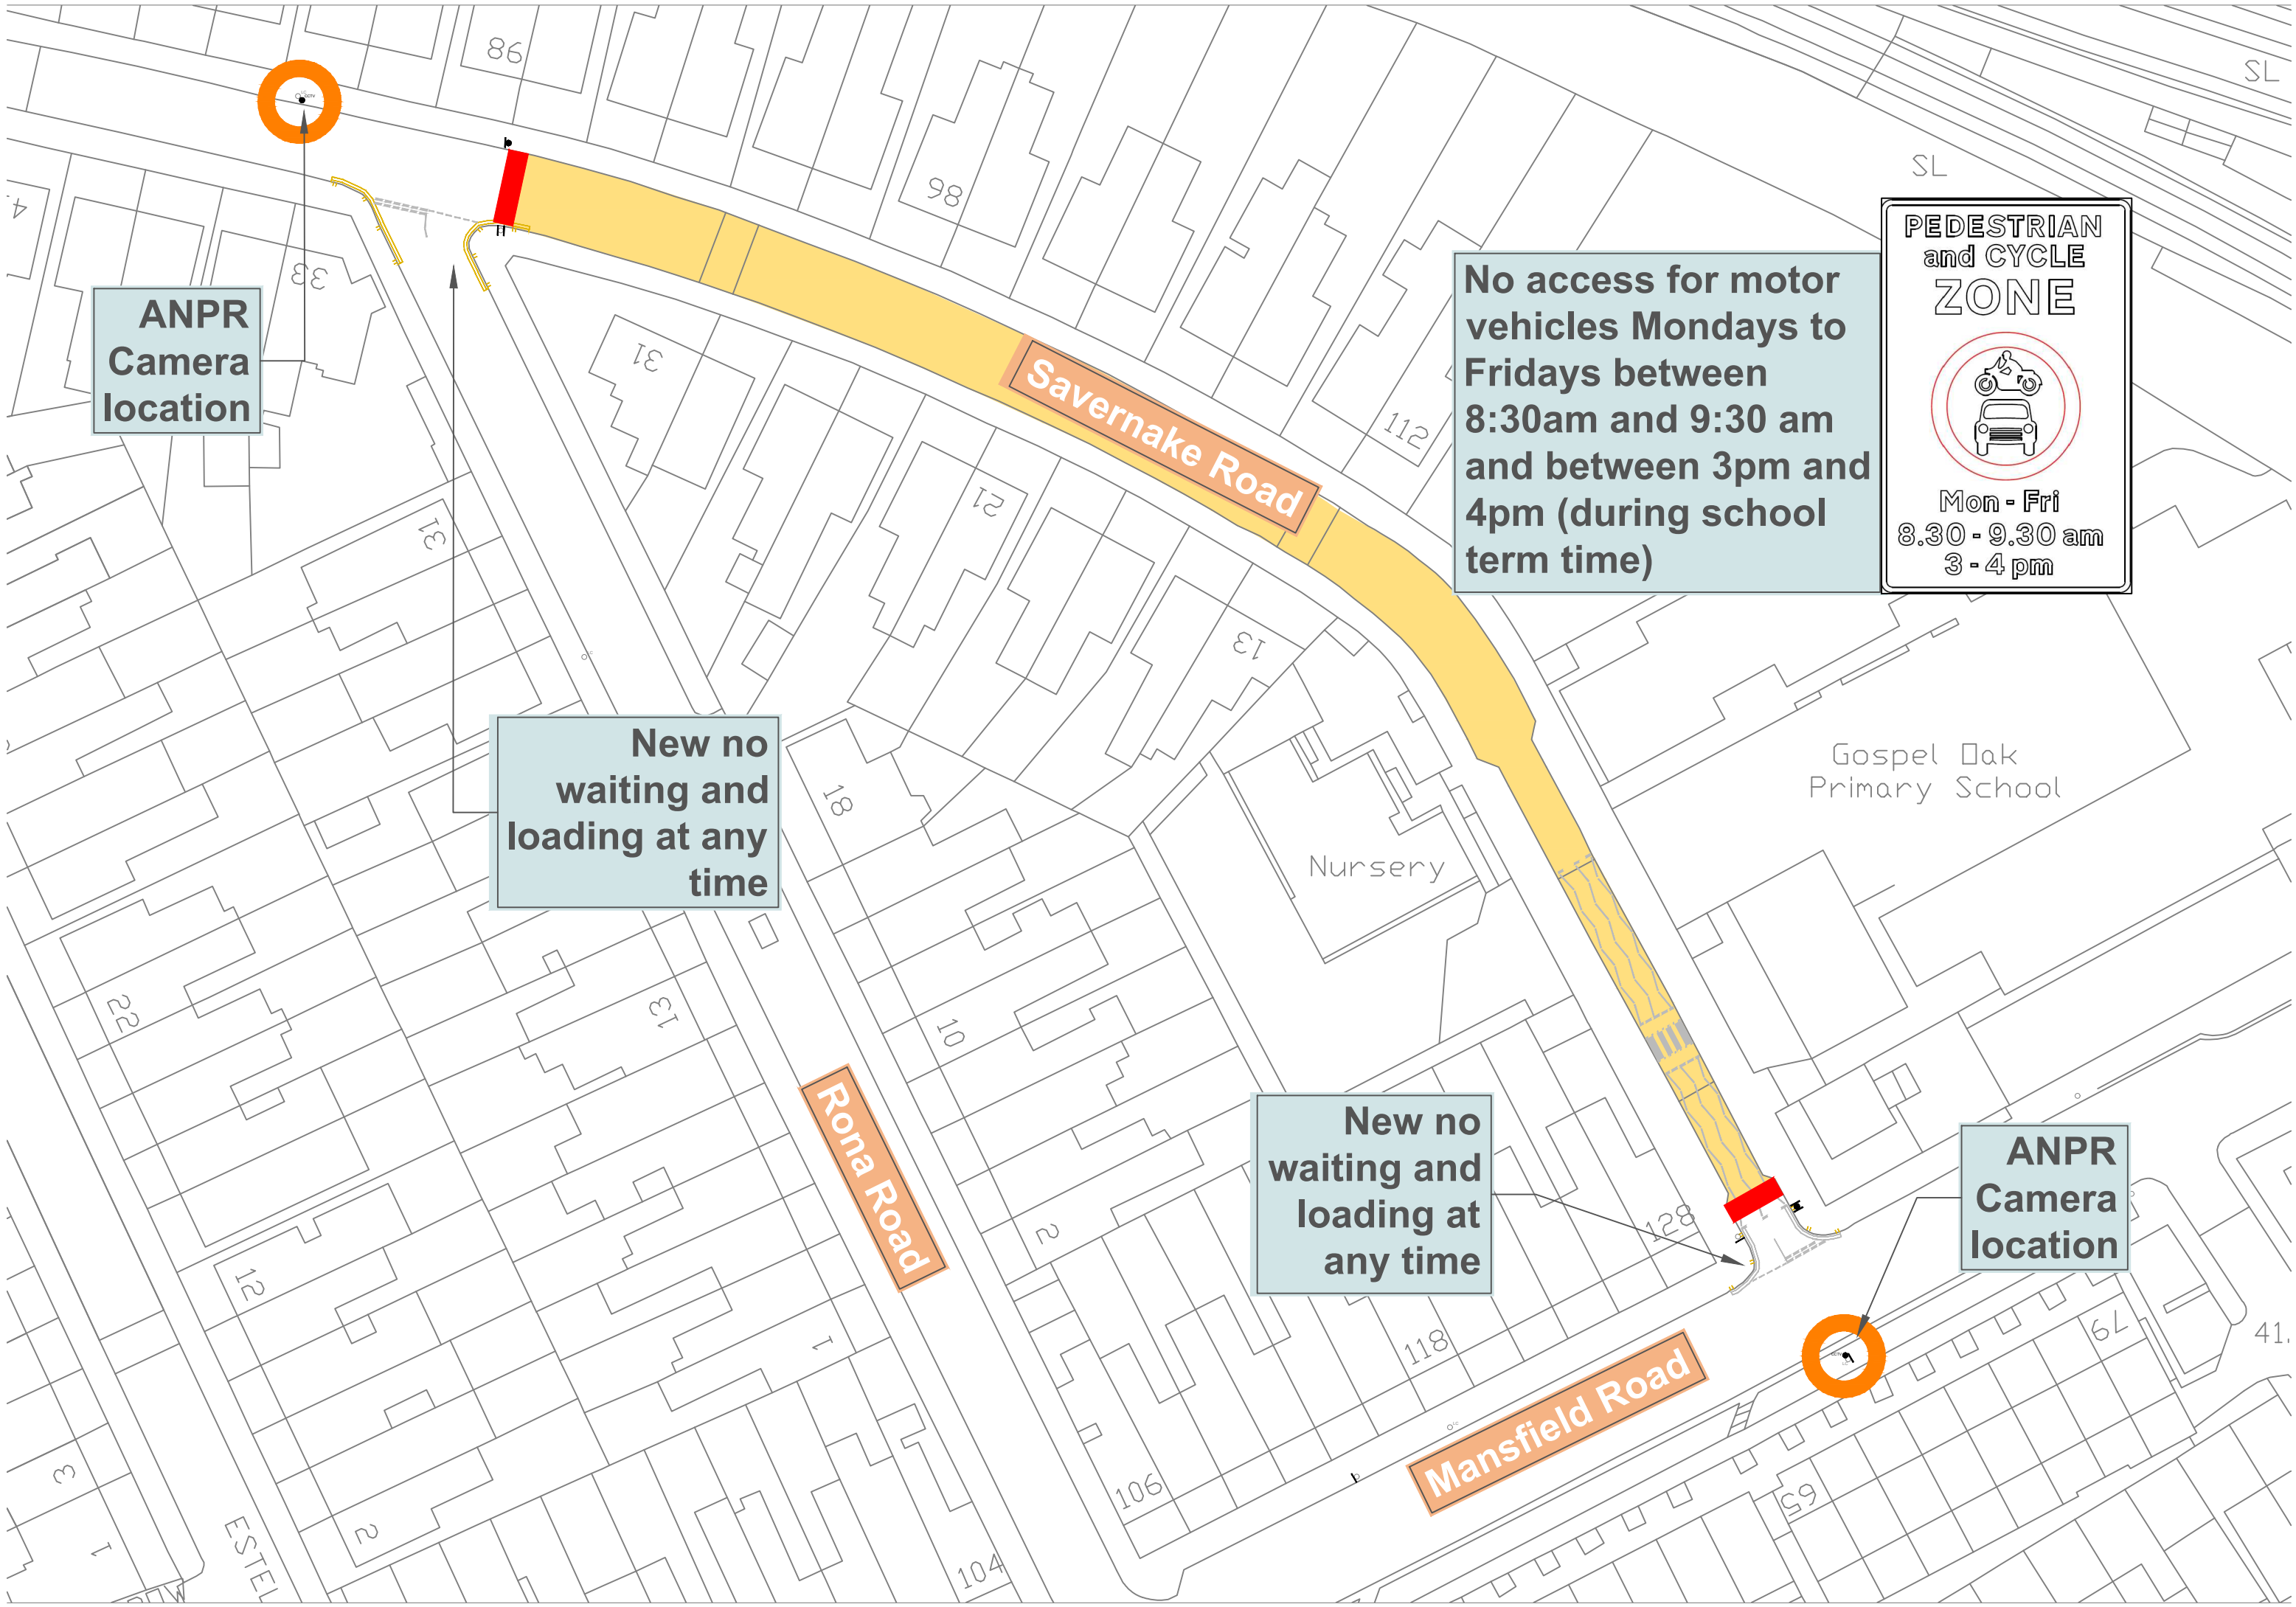 86
SL
SL
98
4
33
ANPR
Camera
location
31
31
21
13
112
Savernake Road
No access for motor
vehicles Mondays to
Fridays between
8:30am and 9:30 am
and between 3pm and
4pm (during school
term time)
PEDESTRIAN
and CYCLE
ZONE
Mon - Fri
8.30 - 9.30 am
3 - 4 pm
New no
waiting and
loading at any
time
18
Gospel Oak
Primary School
Nursery
22
13
10
Rona Road
2
12
1
New no
waiting and
loading at
any time
128
118
ANPR
Camera
location
Mansfield Road
79
41.
65
106
104
3
1
2
ESTEL